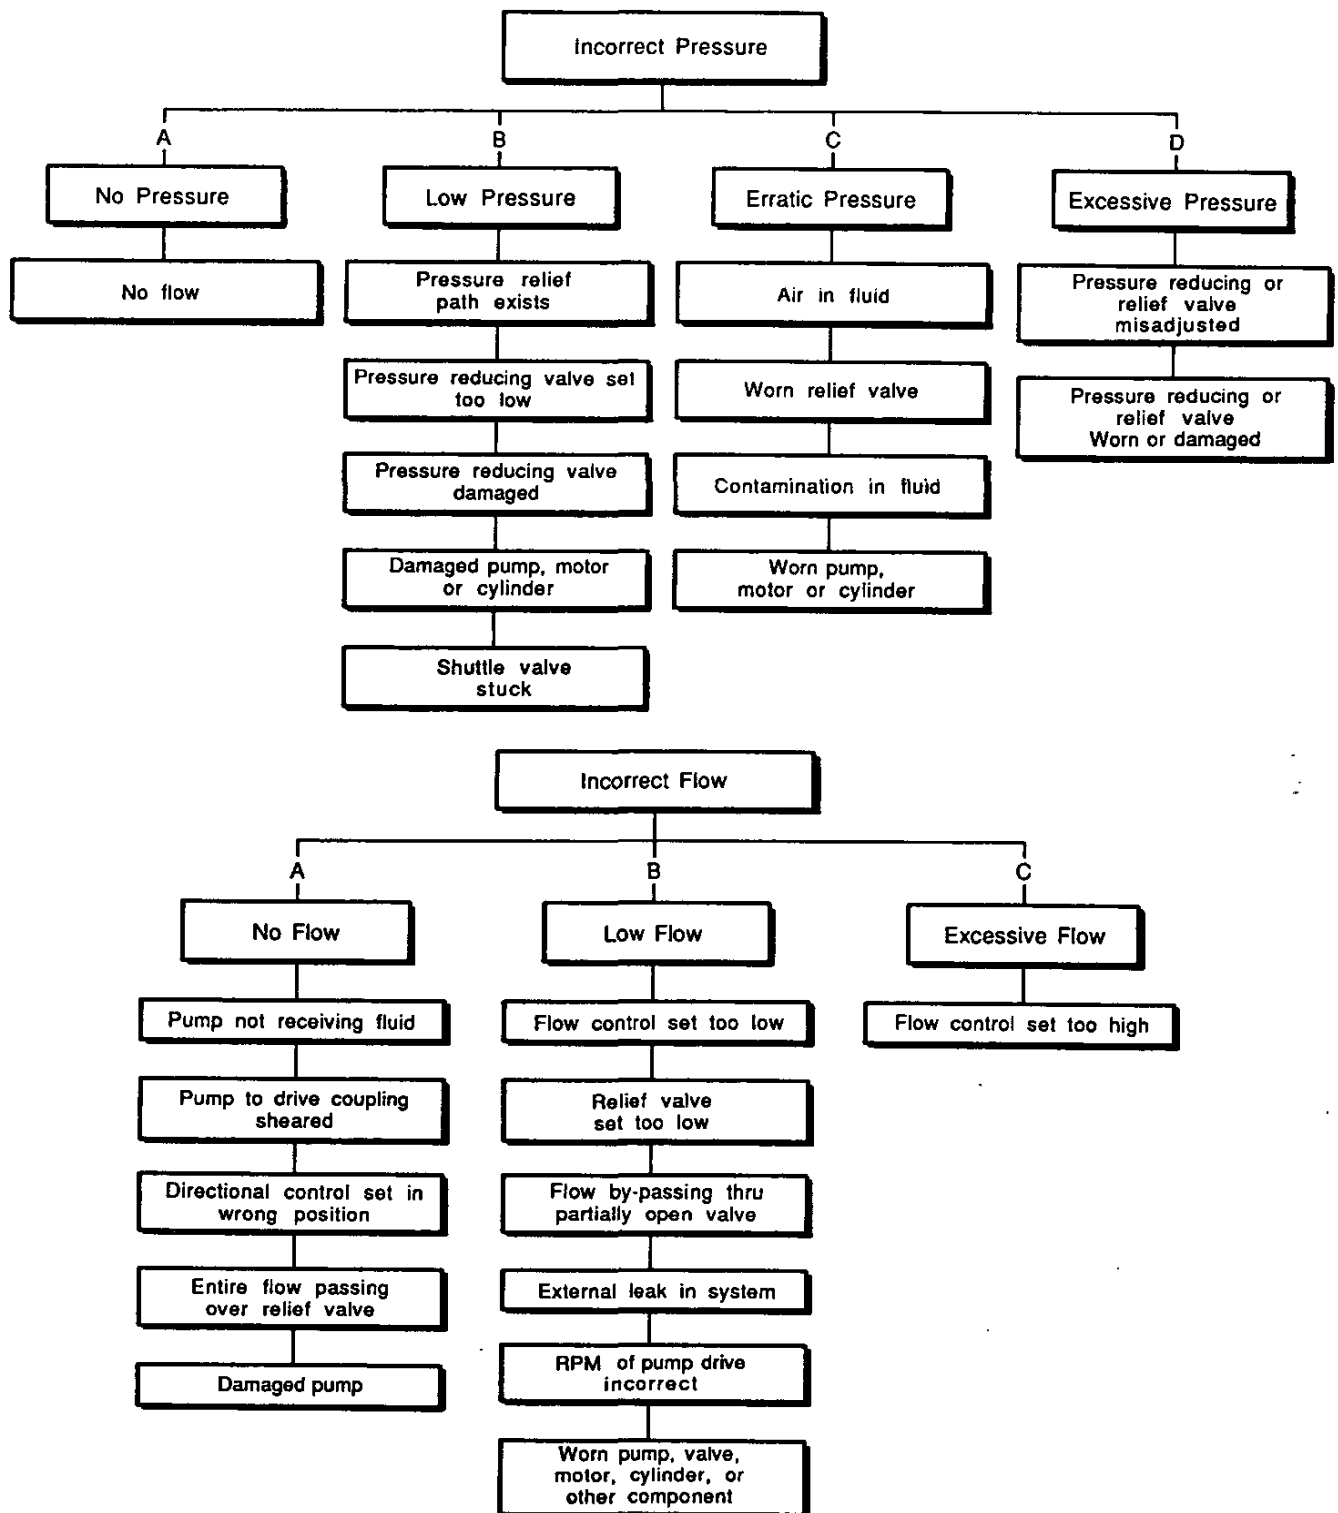 Incorrect Pressure
A
B
C
D
No Pressure
Low Pressure
Erratic Pressure
Excessive Pressure
No flow
Pressure relief
path exists
Air in fluid
Pressure reducing or
relief valve
misadjusted
Pressure reducing valve set
too low
Worn relief valve
Pressure reducing or
relief valve
Worn or damaged
Pressure reducing valve
damaged
Contamination in fluid
Damaged pump, motor
or cylinder
Worn pump,
motor or cylinder
Shuttle valve
stuck
Incorrect Flow
A
B
C
No Flow
Low Flow
Excessive Flow
Pump not receiving fluid
Flow control set too low
Flow control set too high
Pump to drive coupling
sheared
Relief valve
set too low
Directional control set in
wrong position
Flow by-passing thru
partially open valve
Entire flow passing
over relief valve
External leak in system
Damaged pump
RPM of pump drive
incorrect
Worn pump, valve,
motor, cylinder, or
other component